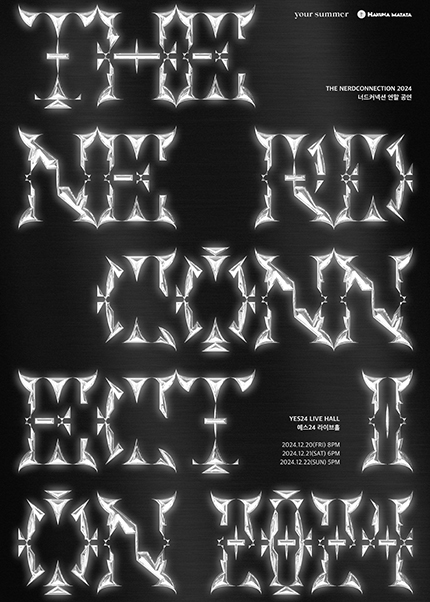 your summer HAKUNA MATATA
THE
THE NERDCONNECTION 2024
너드커넥션 연말 공연
NE RD
CONN
ECT I
YES24 LIVE HALL
예스24 라이브홀
2024.12.20(FRI) 8PM
2024.12.21(SAT) 6PM
2024.12.22(SUN) 5PM
ON 2024